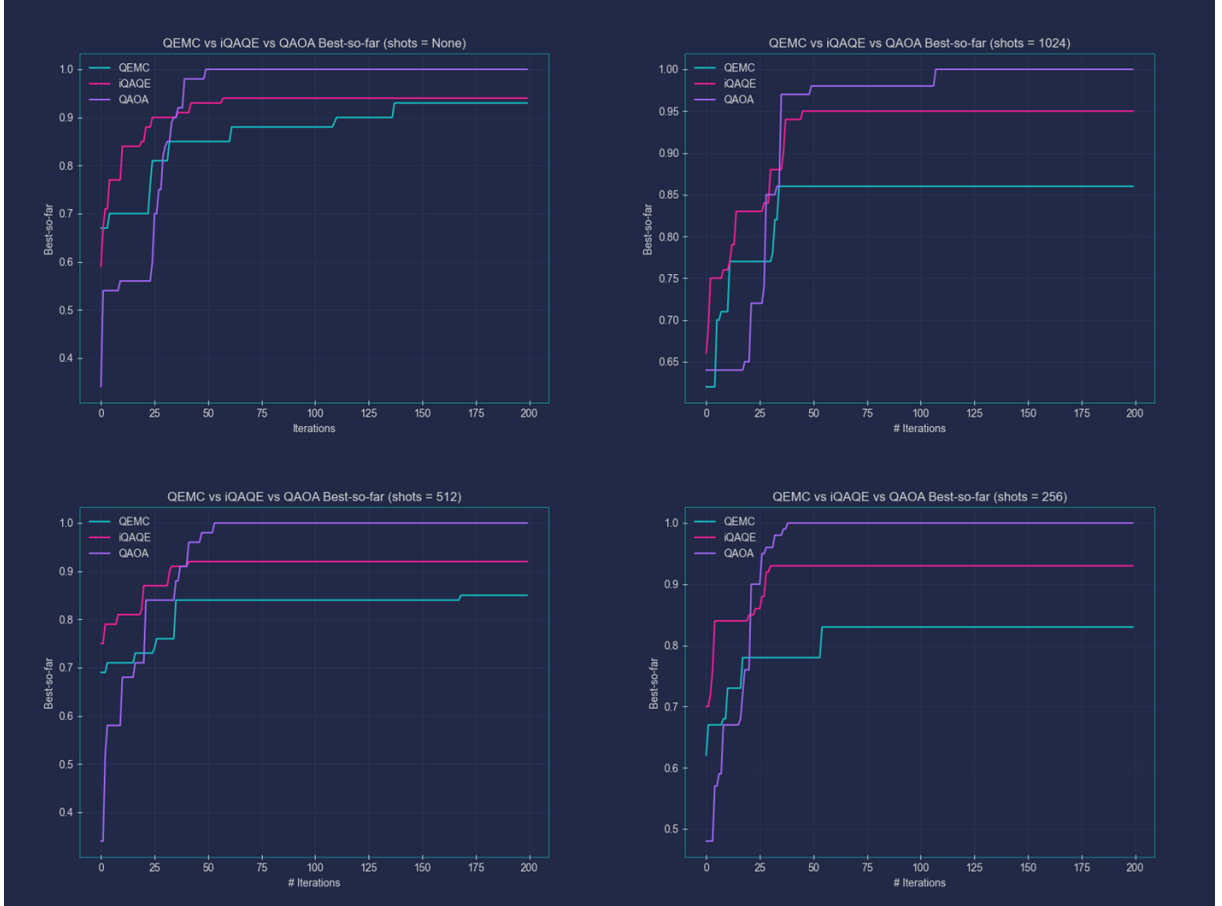 QEMC vs iQAQE vs QAOA Best-so-far (shots = None)
QEMC
iQAQE
QAOA
1.0
0.9
0.8
0.7
0.6
0.5
0.4
Best-so-far
0 25 50 75 100 125 150 175 200
Iterations
QEMC vs iQAQE vs QAOA Best-so-far (shots = 1024)
QEMC
iQAQE
QAOA
1.00
0.95
0.90
0.85
0.80
0.75
0.70
0.65
Best-so-far
0 25 50 75 100 125 150 175 200
# Iterations
QEMC vs iQAQE vs QAOA Best-so-far (shots = 512)
QEMC
iQAQE
QAOA
1.0
0.9
0.8
0.7
0.6
0.5
0.4
Best-so-far
0 25 50 75 100 125 150 75 200
# Iterations
QEMC vs iQAQE vs QAOA Best-so-far (shots = 256)
QEMC
iQAQE
QAOA
1.0
0.9
0.8
0.7
0.6
0.5
Best-so-far
0 25 50 75 100 125 150 175 200
# Iterations